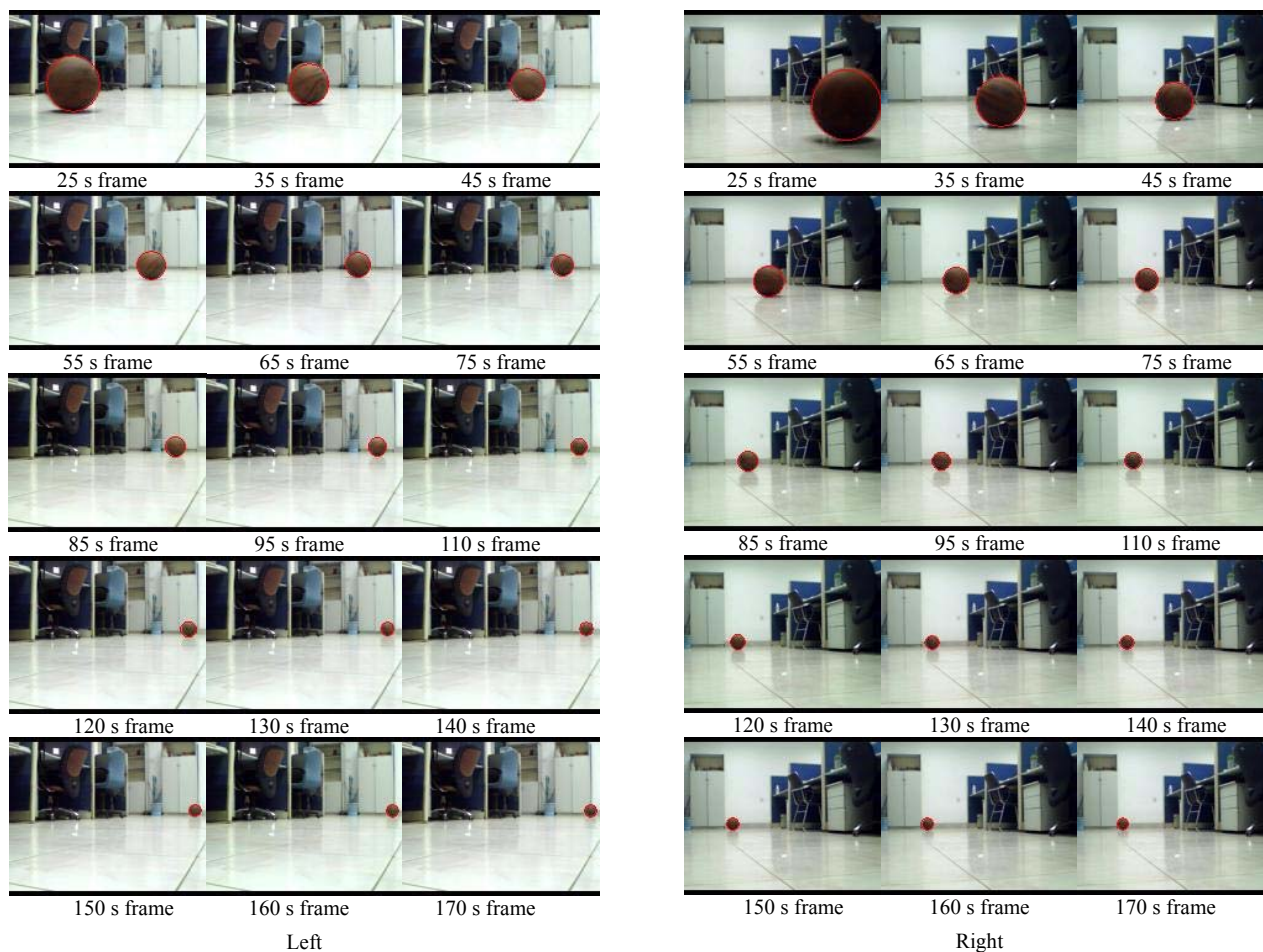 25 s frame 35 s frame 45 s frame 25 s frame 35 s frame 45 s frame
55 s frame 65 s frame 75 s frame 55 s frame 65 s frame 75 s frame
85 s frame 95 s frame 110 s frame 85 s frame 95 s frame 110 s frame
120 s frame 130 s frame 140 s frame 120 s frame 130 s frame 140 s frame
150 s frame 160 s frame 170 s frame 150 s frame 160 s frame 170 s frame
Left Right